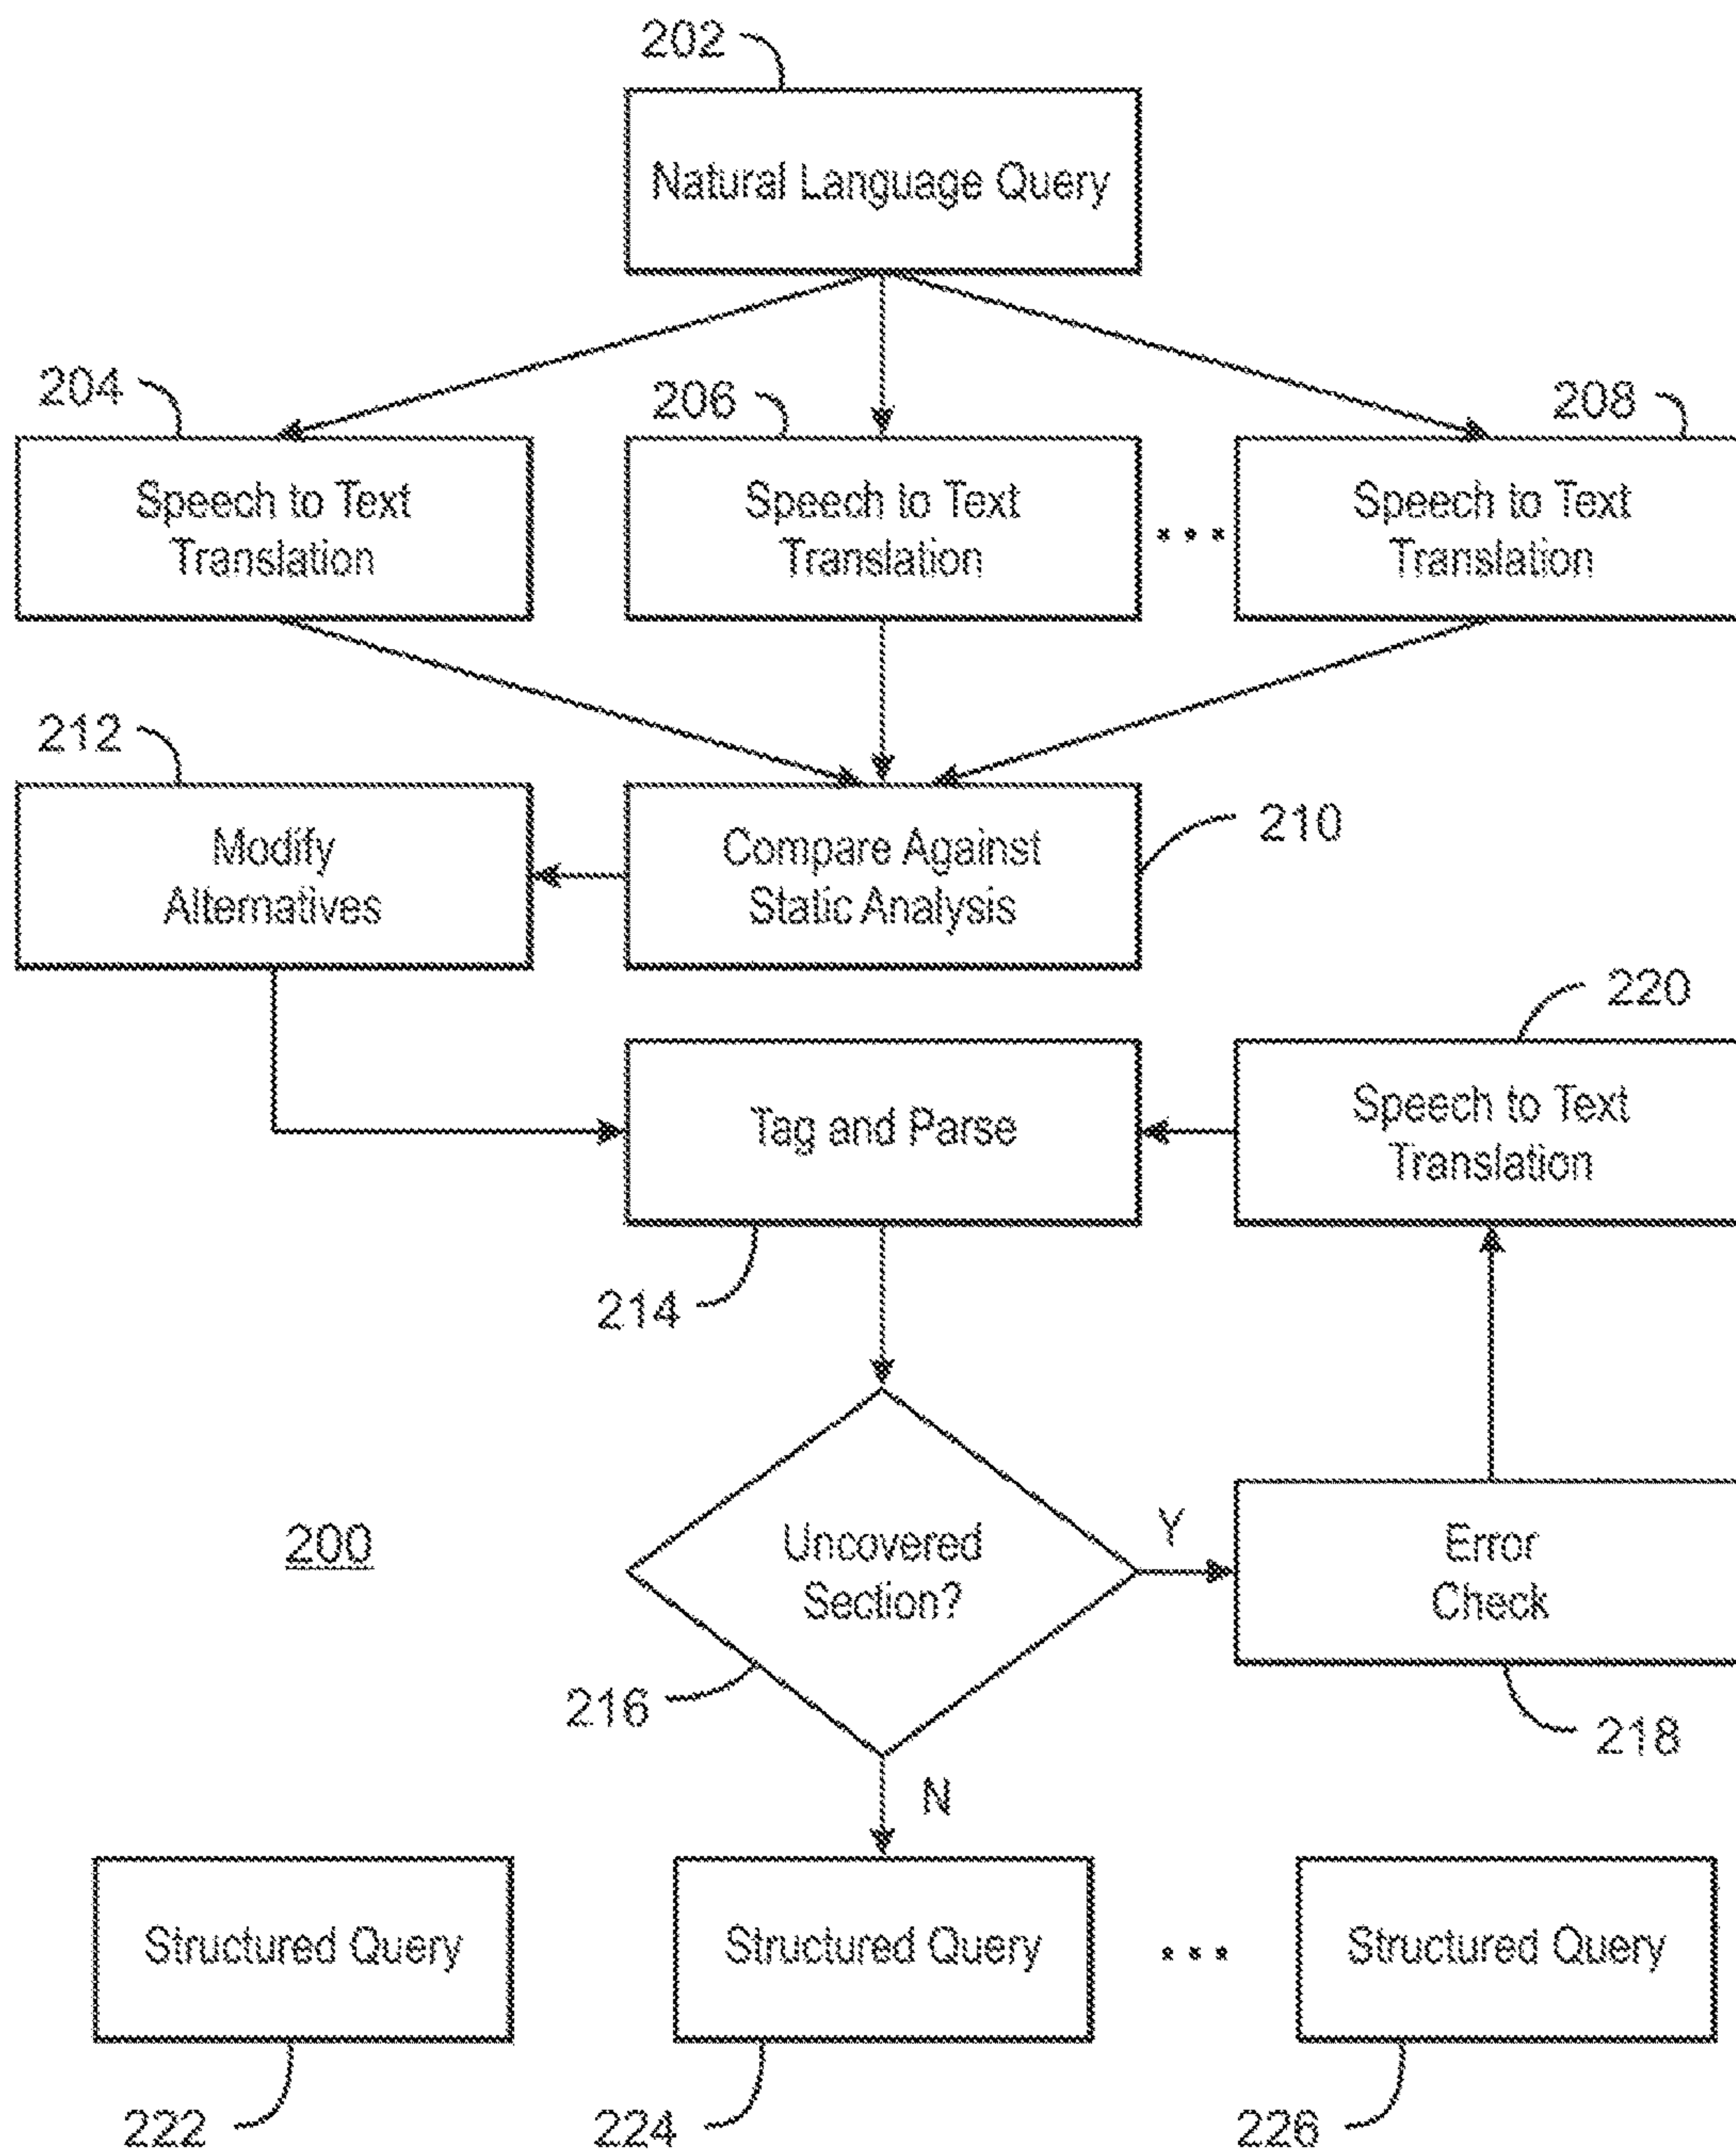 202
Natural Language Query
204
206
208
Speech to Text
Translation
Speech to Text
Translation
...
Speech to Text
Translation
212
Modify
Alternatives
Compare Against
Static Analysis
210
220
Tag and Parse
Speech to Text
Translation
214
200
Uncovered
Section?
Y
Error
Check
216
218
N
Structured Query
Structured Query
...
Structured Query
222
224
226